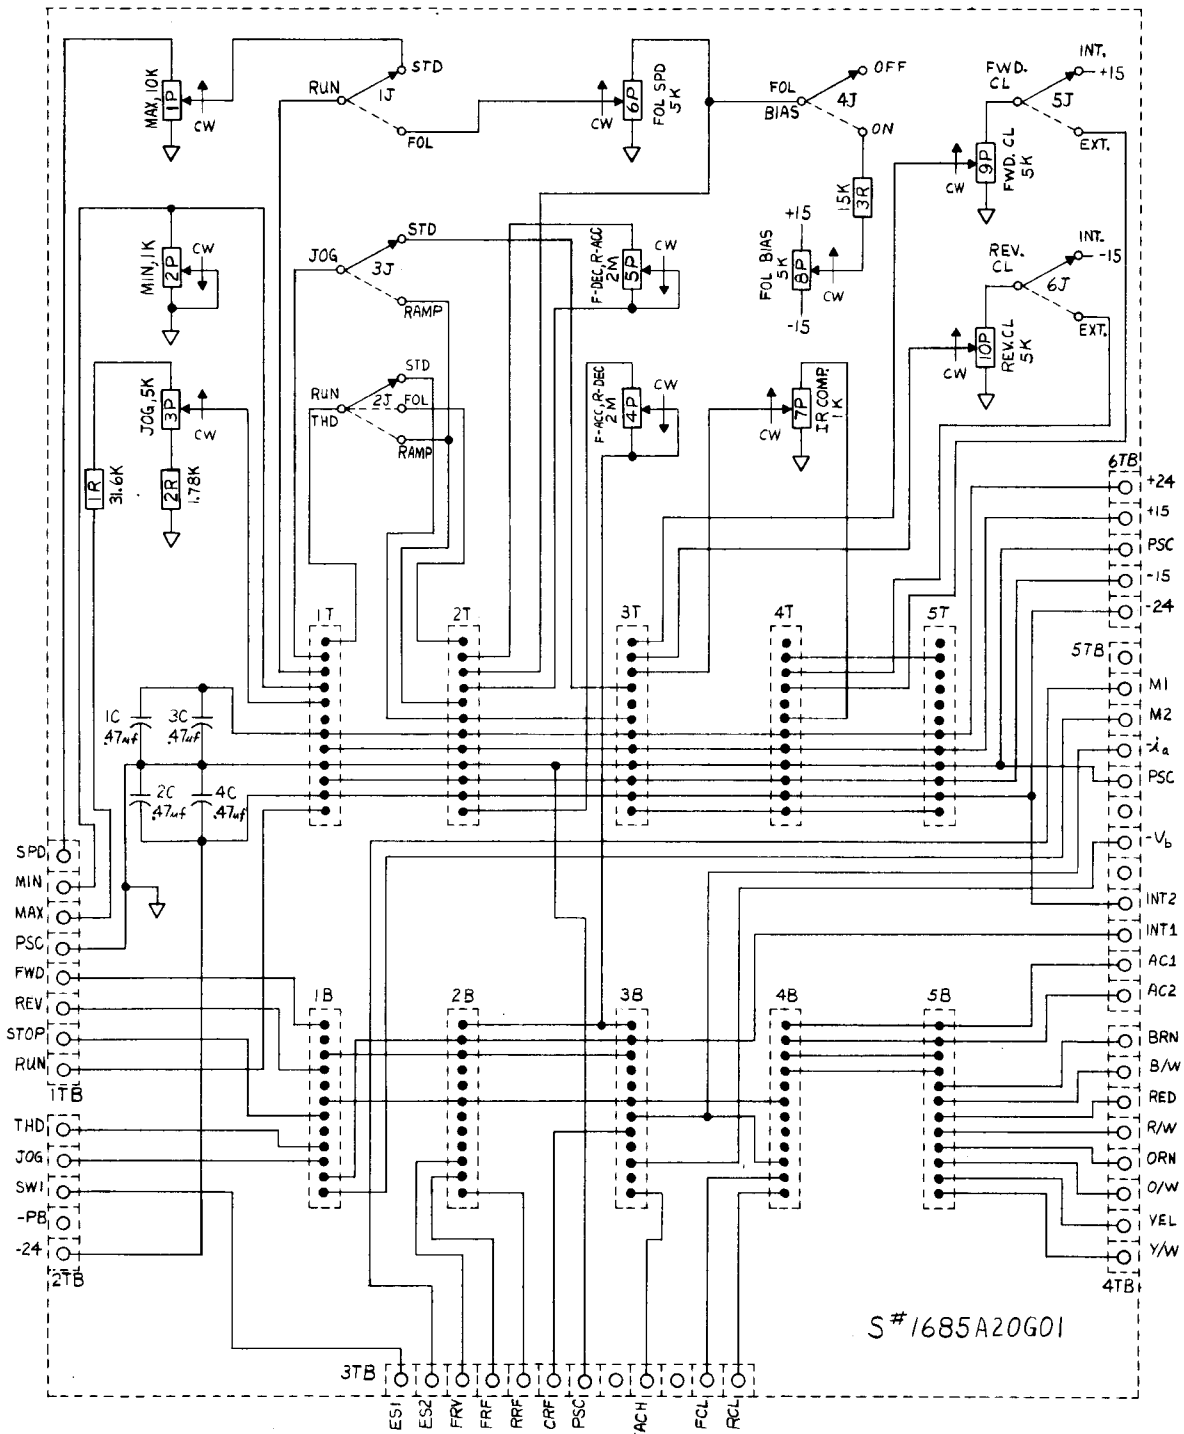 MAX, 10K
1P
CW
RUN
STD
1J
FOL
CW
6P
FOL SPD
5K
FOL
BIAS
OFF
4J
ON
FWD.
CL
INT.
+15
5J
EXT.
CW
9P
FWD. CL
5K
15K
3R
MIN, 1K
2P
CW
JOG
STD
3J
RAMP
F-DEC, R-ACC
2M
5P
CW
FOL BIAS
5K
+15
8P
CW
-15
REV.
CL
INT.
-15
6J
EXT.
CW
10P
REV. CL
5K
JOG, 5K
3P
CW
RUN
THD
STD
2J
FOL
RAMP
F-ACC, R-DEC
2M
4P
CW
CW
7P
IR COMP.
1K
1R
31.6K
2R
1.78K
6TB
+24
+15
PSC
-15
-24
1T
2T
3T
4T
5T
5TB
M1
M2
-ia
PSC
-Vb
INT2
INT1
AC1
AC2
1C
.47uf
3C
.47uf
2C
.47uf
4C
.47uf
SPD
MIN
MAX
PSC
FWD
REV
STOP
RUN
1TB
1B
2B
3B
4B
5B
BRN
B/W
RED
R/W
ORN
O/W
YEL
Y/W
4TB
THD
JOG
SW1
-PB
-24
2TB
S#1685A20G01
3TB
ES1
ES2
FRV
FRF
RRF
CRF
PSC
ACH
FCL
RCL